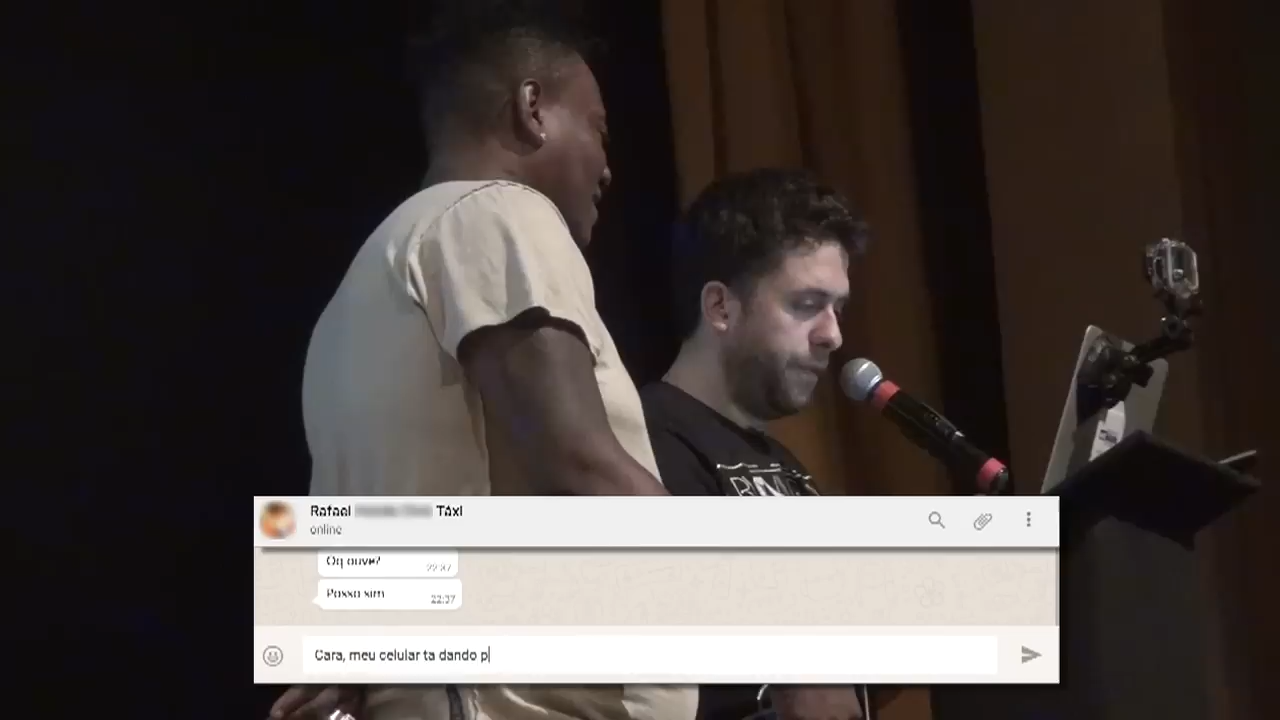 Rafael Táxi
online
Oq ouve? 22:37
Posso sim 22:37
Cara, meu celular ta dando p